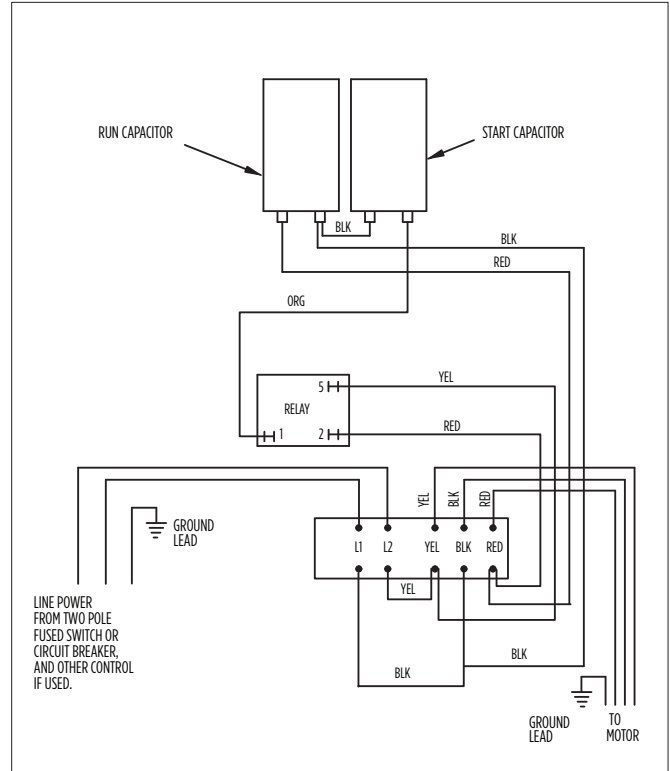 RUN CAPACITOR
START CAPACITOR
BLK
BLK
RED
ORG
5
YEL
RELAY
1
2
RED
YEL
BLK
RED
GROUND
LEAD
L1
L2
YEL
BLK
RED
YEL
LINE POWER
FROM TWO POLE
FUSED SWITCH OR
CIRCUIT BREAKER,
AND OTHER CONTROL
IF USED.
BLK
BLK
GROUND
LEAD
TO
MOTOR